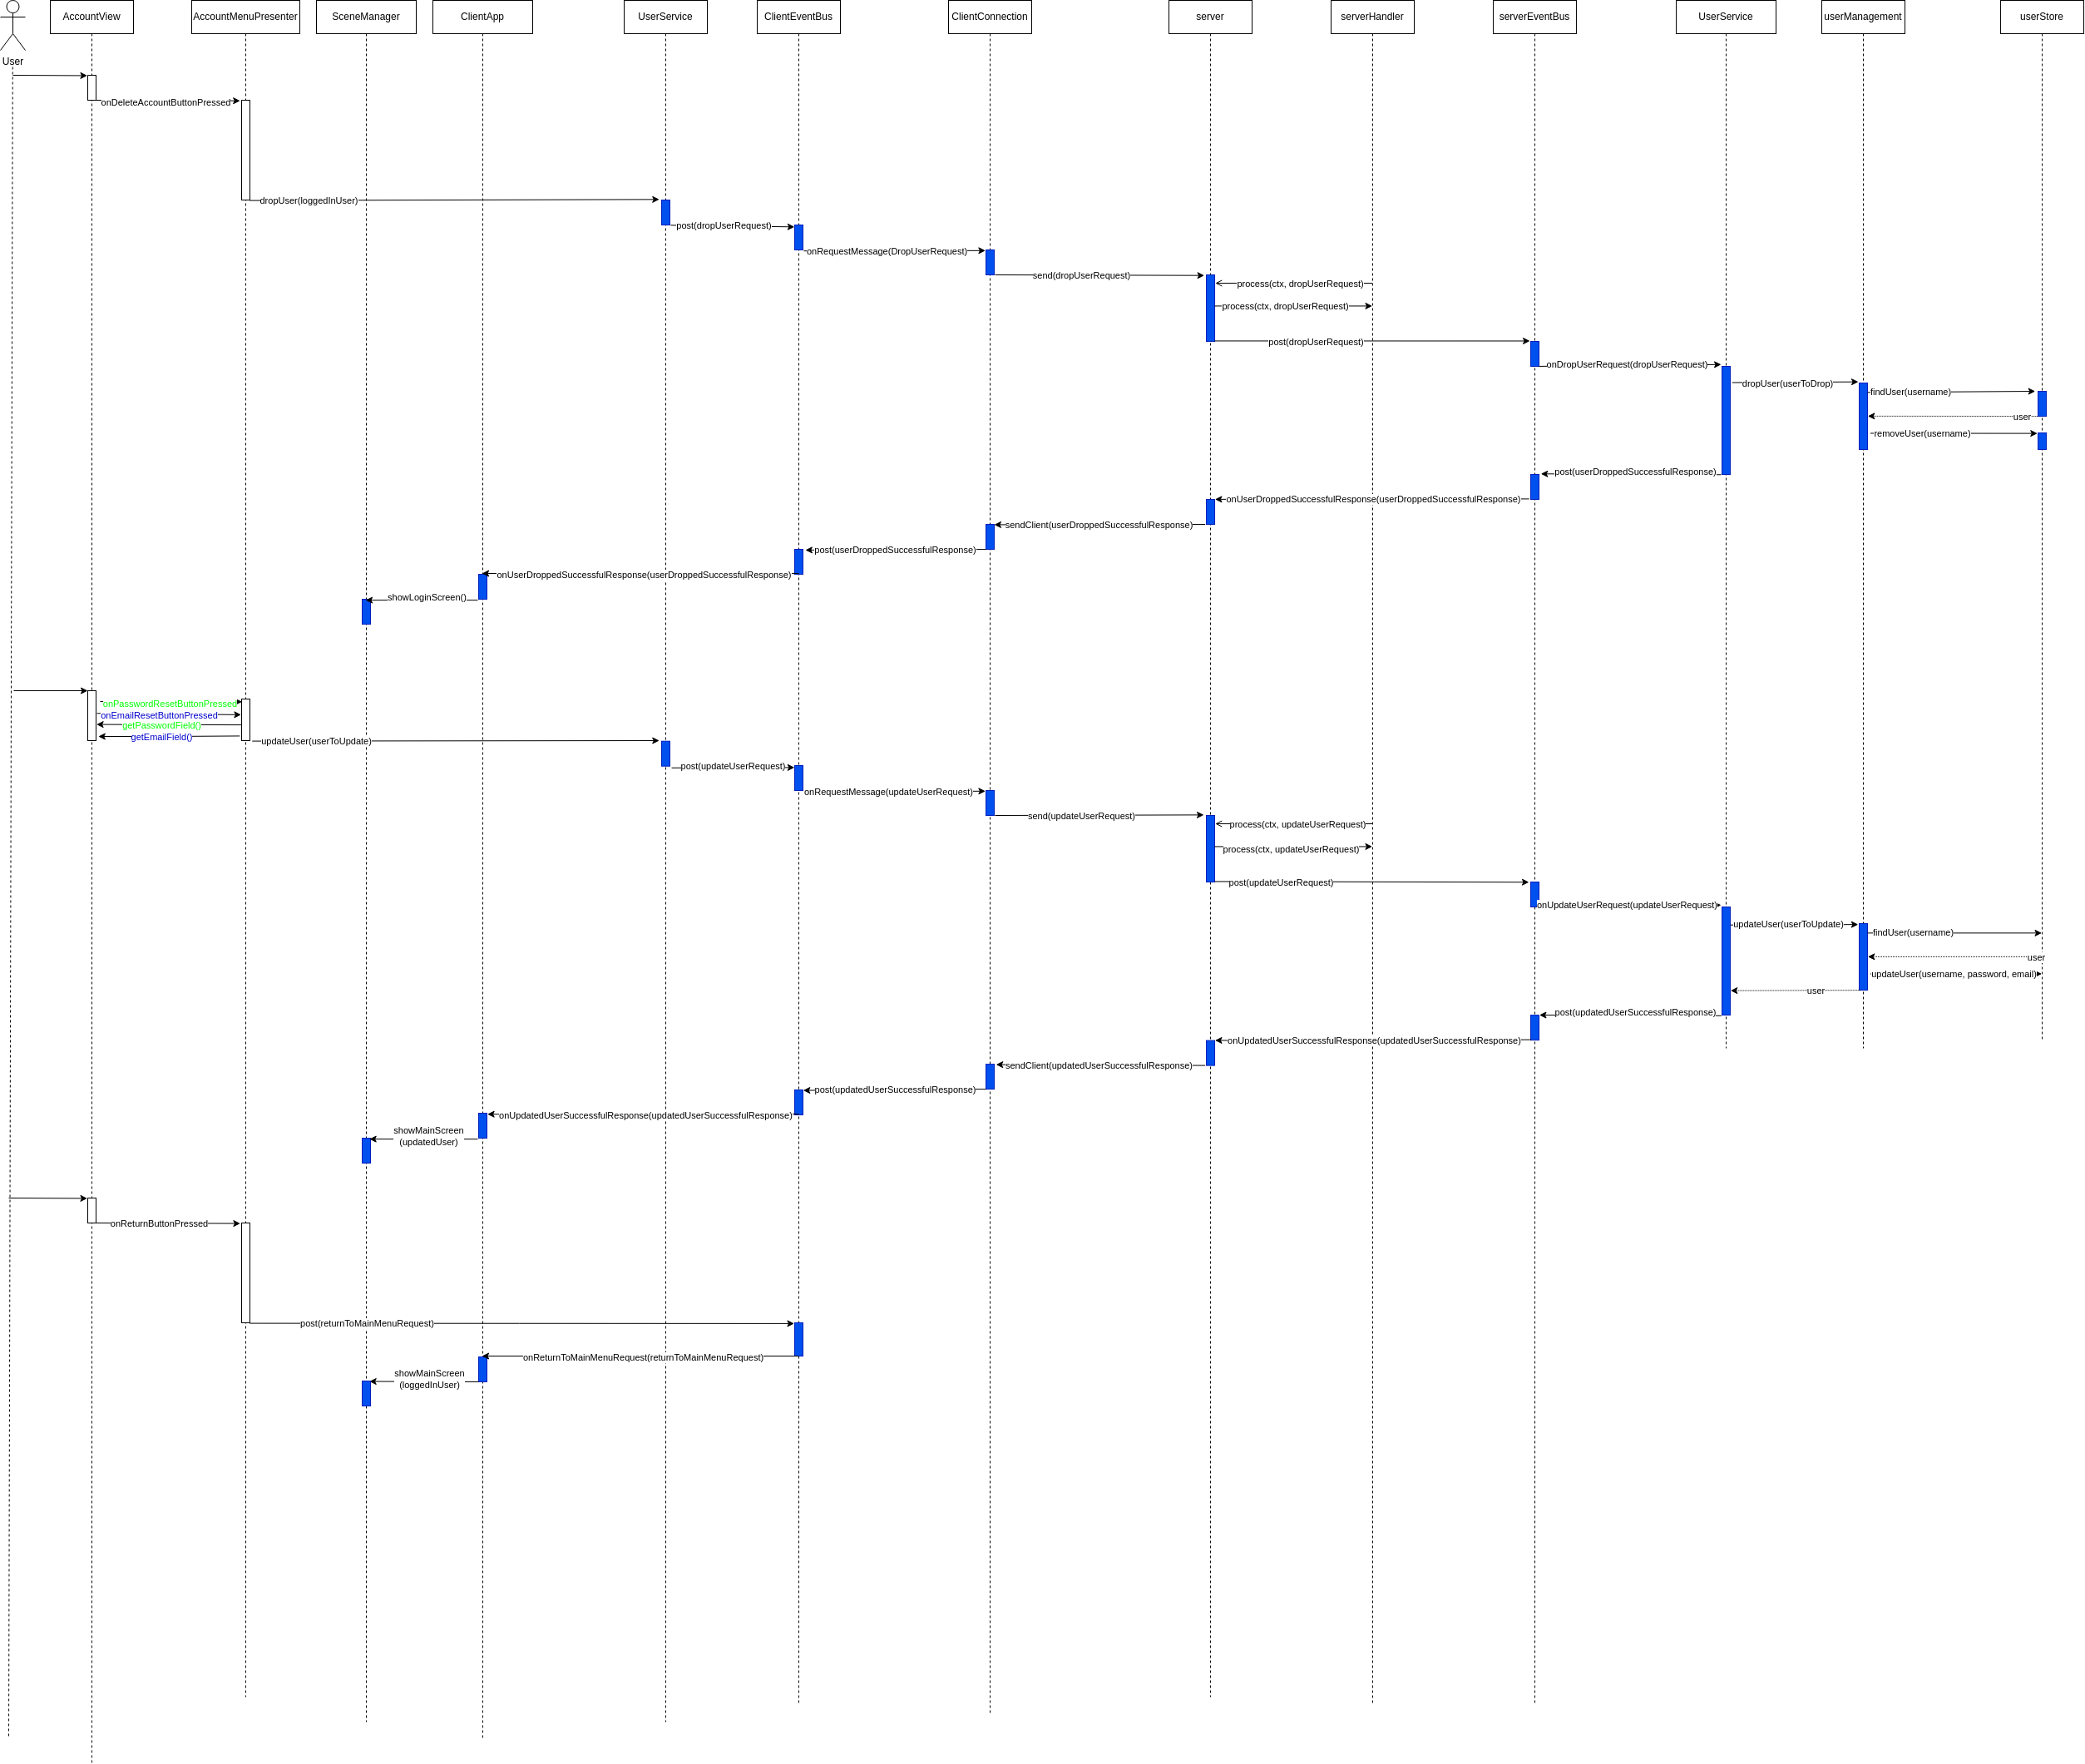 AccountView
AccountMenuPresenter
SceneManager
ClientApp
UserService
ClientEventBus
ClientConnection
server
serverHandler
serverEventBus
UserService
userManagement
userStore
User
onDeleteAccountButtonPressed
dropUser(loggedInUser)
post(dropUserRequest)
onRequestMessage(DropUserRequest)
send(dropUserRequest)
process(ctx, dropUserRequest)
process(ctx, dropUserRequest)
post(dropUserRequest)
onDropUserRequest(dropUserRequest)
dropUser(userToDrop)
findUser(username)
user
removeUser(username)
post(userDroppedSuccessfulResponse)
onUserDroppedSuccessfulResponse(userDroppedSuccessfulResponse)
sendClient(userDroppedSuccessfulResponse)
post(userDroppedSuccessfulResponse)
onUserDroppedSuccessfulResponse(userDroppedSuccessfulResponse)
showLoginScreen()
onPasswordResetButtonPressed
onEmailResetButtonPressed
getPasswordField()
getEmailField()
updateUser(userToUpdate)
post(updateUserRequest)
onRequestMessage(updateUserRequest)
send(updateUserRequest)
process(ctx, updateUserRequest)
process(ctx, updateUserRequest)
post(updateUserRequest)
onUpdateUserRequest(updateUserRequest)
updateUser(userToUpdate)
findUser(username)
user
updateUser(username, password, email)
user
post(updatedUserSuccessfulResponse)
onUpdatedUserSuccessfulResponse(updatedUserSuccessfulResponse)
sendClient(updatedUserSuccessfulResponse)
post(updatedUserSuccessfulResponse)
onUpdatedUserSuccessfulResponse(updatedUserSuccessfulResponse)
showMainScreen
(updatedUser)
onReturnButtonPressed
post(returnToMainMenuRequest)
onReturnToMainMenuRequest(returnToMainMenuRequest)
showMainScreen
(loggedInUser)